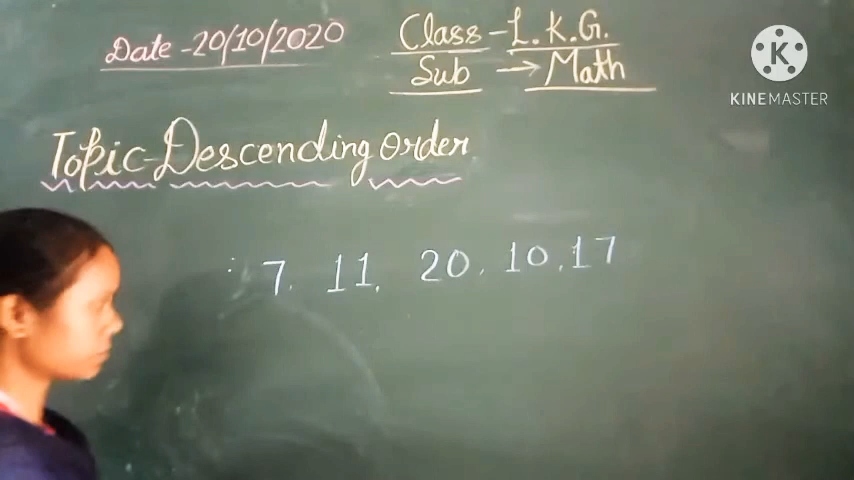 Date - 20/10/2020
Class - L.K.G.
Sub → Math
K
KINEMASTER
Topic - Descending Order
7, 11, 20, 10, 17